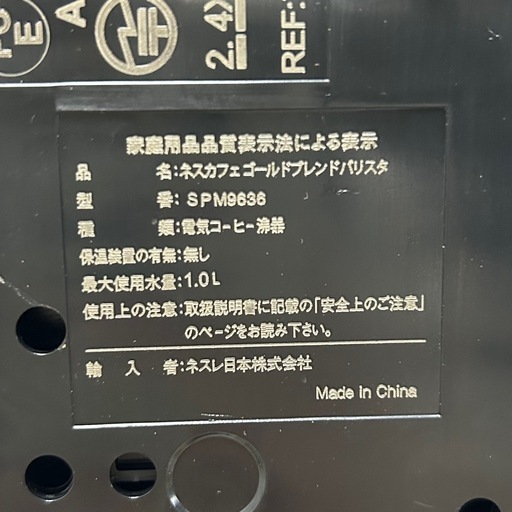 PS
E
A
2.4
REF:
家庭用品品質表示法による表示
品 名:ネスカフェゴールドブレンドバリスタ
型 番: SPM9636
種 類:電気コーヒー沸器
保温装置の有無:無し
最大使用水量:1.0L
使用上の注意:取扱説明書に記載の「安全上のご注意」
のページをお読み下さい。
輸 入 者:ネスレ日本株式会社
Made in China